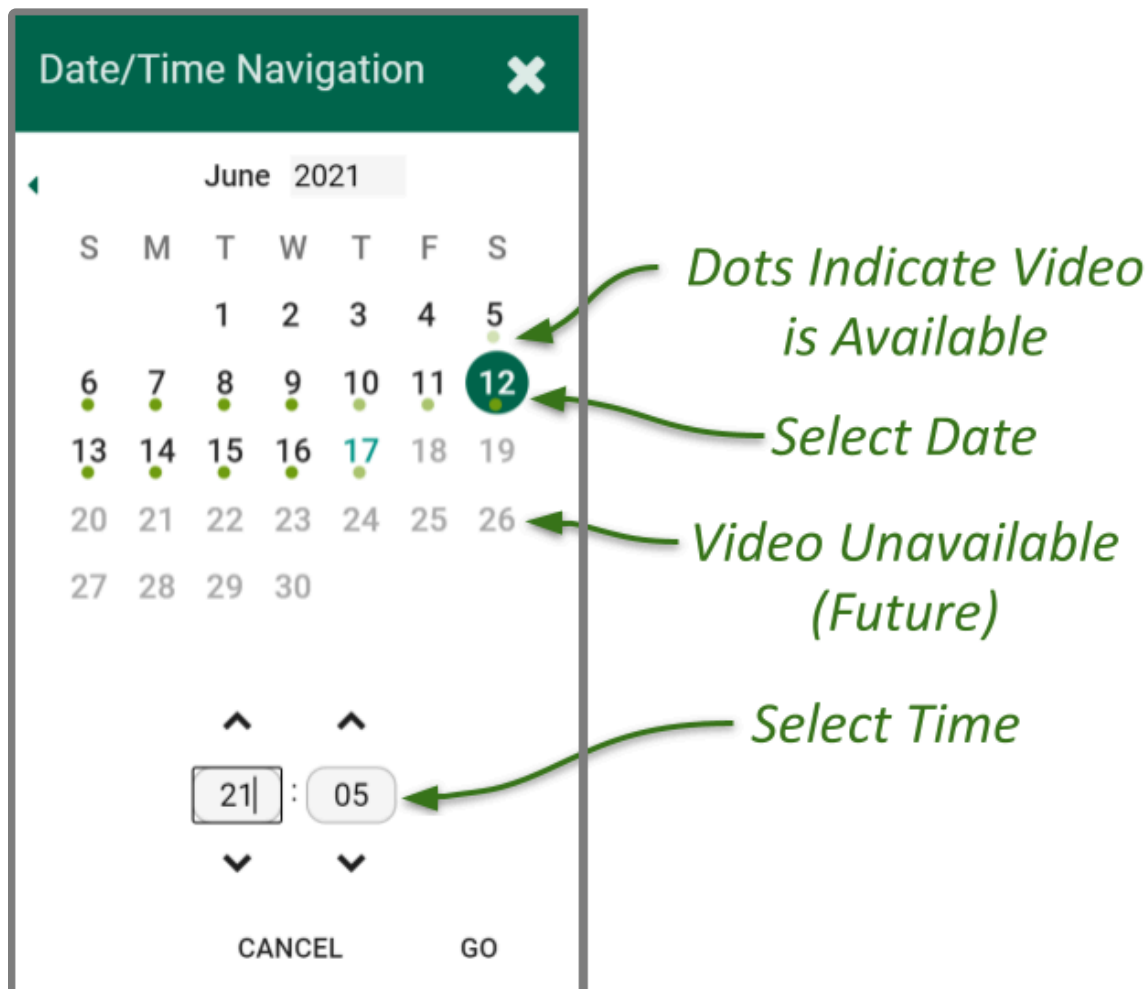 Date/Time Navigation
June 2021
S M T W T F S
1 2 3 4 5
6 7 8 9 10 11 12
13 14 15 16 17 18 19
20 21 22 23 24 25 26
27 28 29 30
21 : 05
CANCEL GO
Dots Indicate Video
is Available
Select Date
Video Unavailable
(Future)
Select Time